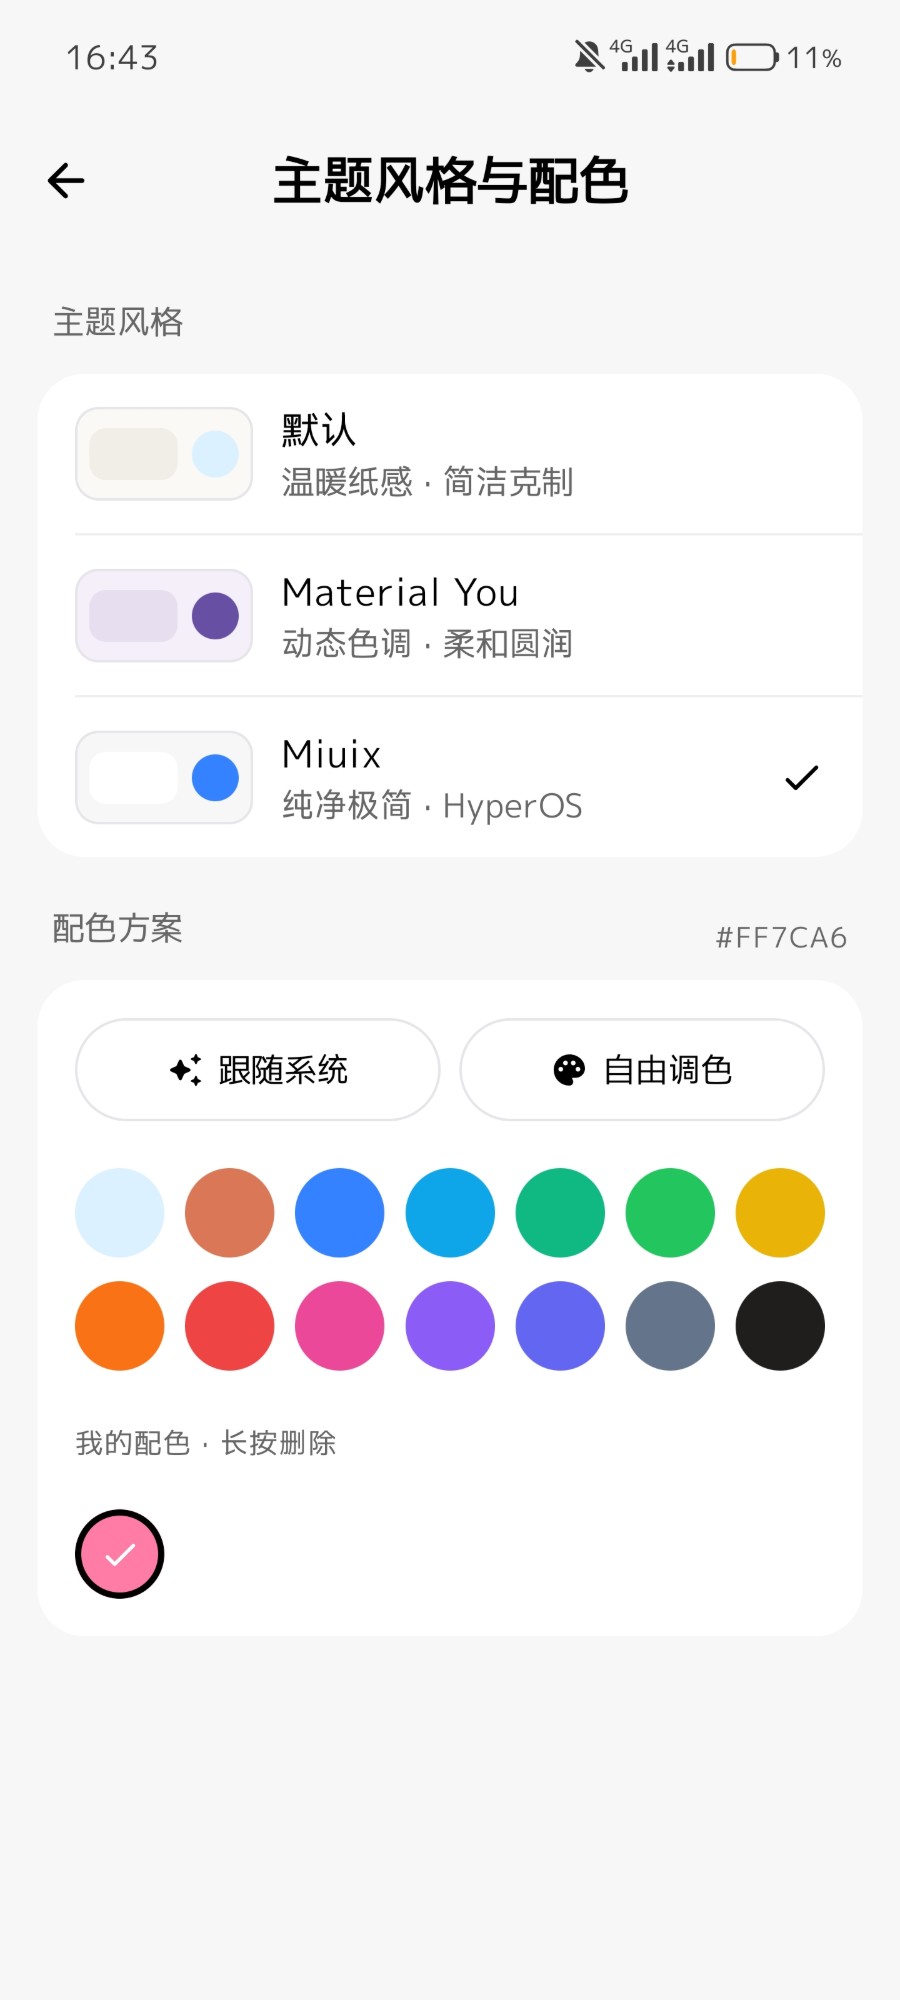 16:43
4G 4G 11%
主题风格与配色
主题风格
默认
温暖纸感 · 简洁克制
Material You
动态色调 · 柔和圆润
Miuix
纯净极简 · HyperOS
配色方案
#FF7CA6
跟随系统
自由调色
我的配色 · 长按删除